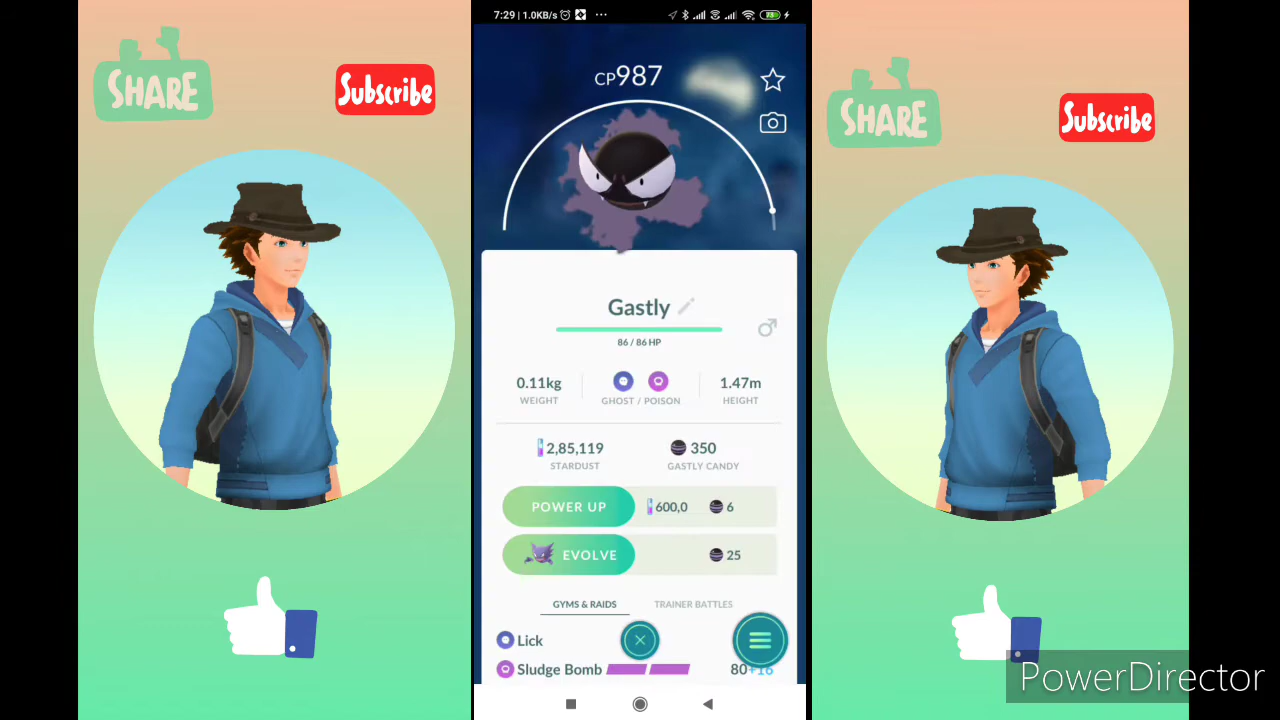 7:29 | 1.0KB/s ...
73
SHARE
Subscribe
CP987
SHARE
Subscribe
Gastly
86 / 86 HP
0.11kg
WEIGHT
GHOST / POISON
1.47m
HEIGHT
2,85,119
STARDUST
350
GASTLY CANDY
POWER UP
600,0
6
EVOLVE
25
GYMS & RAIDS
TRAINER BATTLES
Lick
Sludge Bomb
80+16
PowerDirector